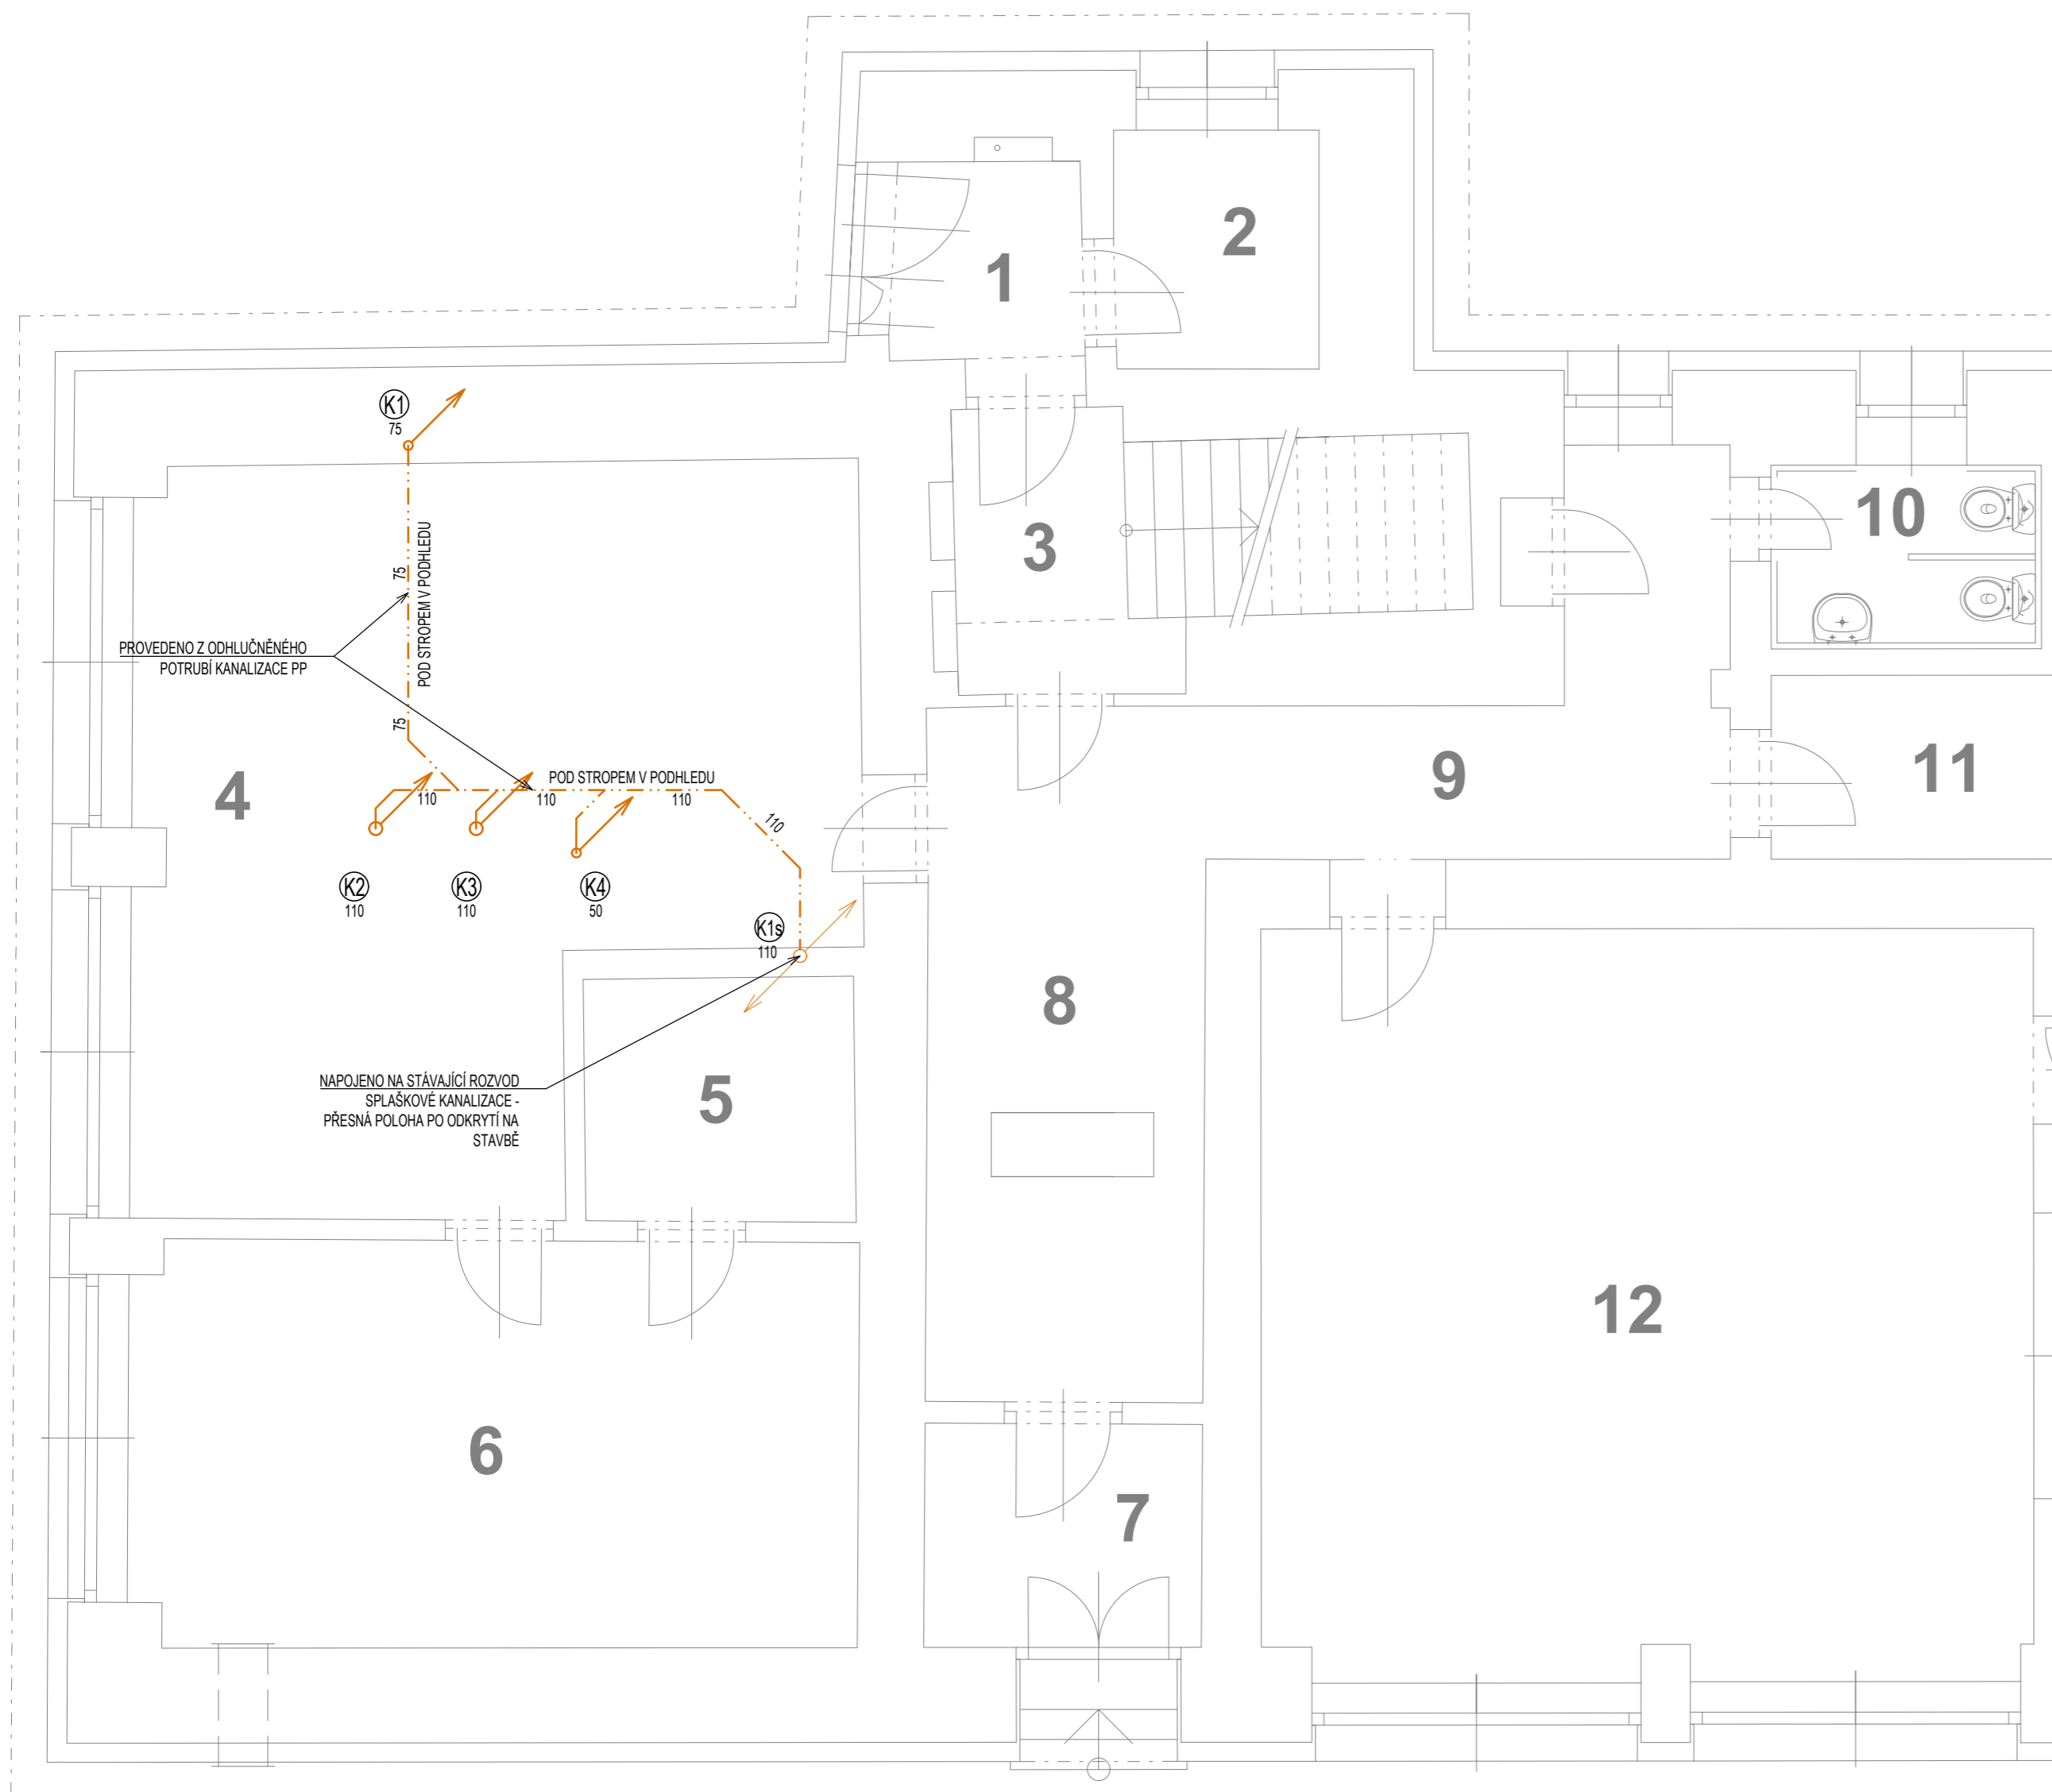 1
2
K1
75
10
3
75
POD STROPEM V PODHLEDU
PROVEDENO Z ODHLUČNĚNÉHO
POTRUBÍ KANALIZACE PP
75
4
POD STROPEM V PODHLEDU
110
110
110
110
9
11
K2
110
K3
110
K4
50
K1s
110
8
NAPOJENO NA STÁVAJÍCÍ ROZVOD
SPLAŠKOVÉ KANALIZACE -
PŘESNÁ POLOHA PO ODKRYTÍ NA
STAVBĚ
5
12
6
7